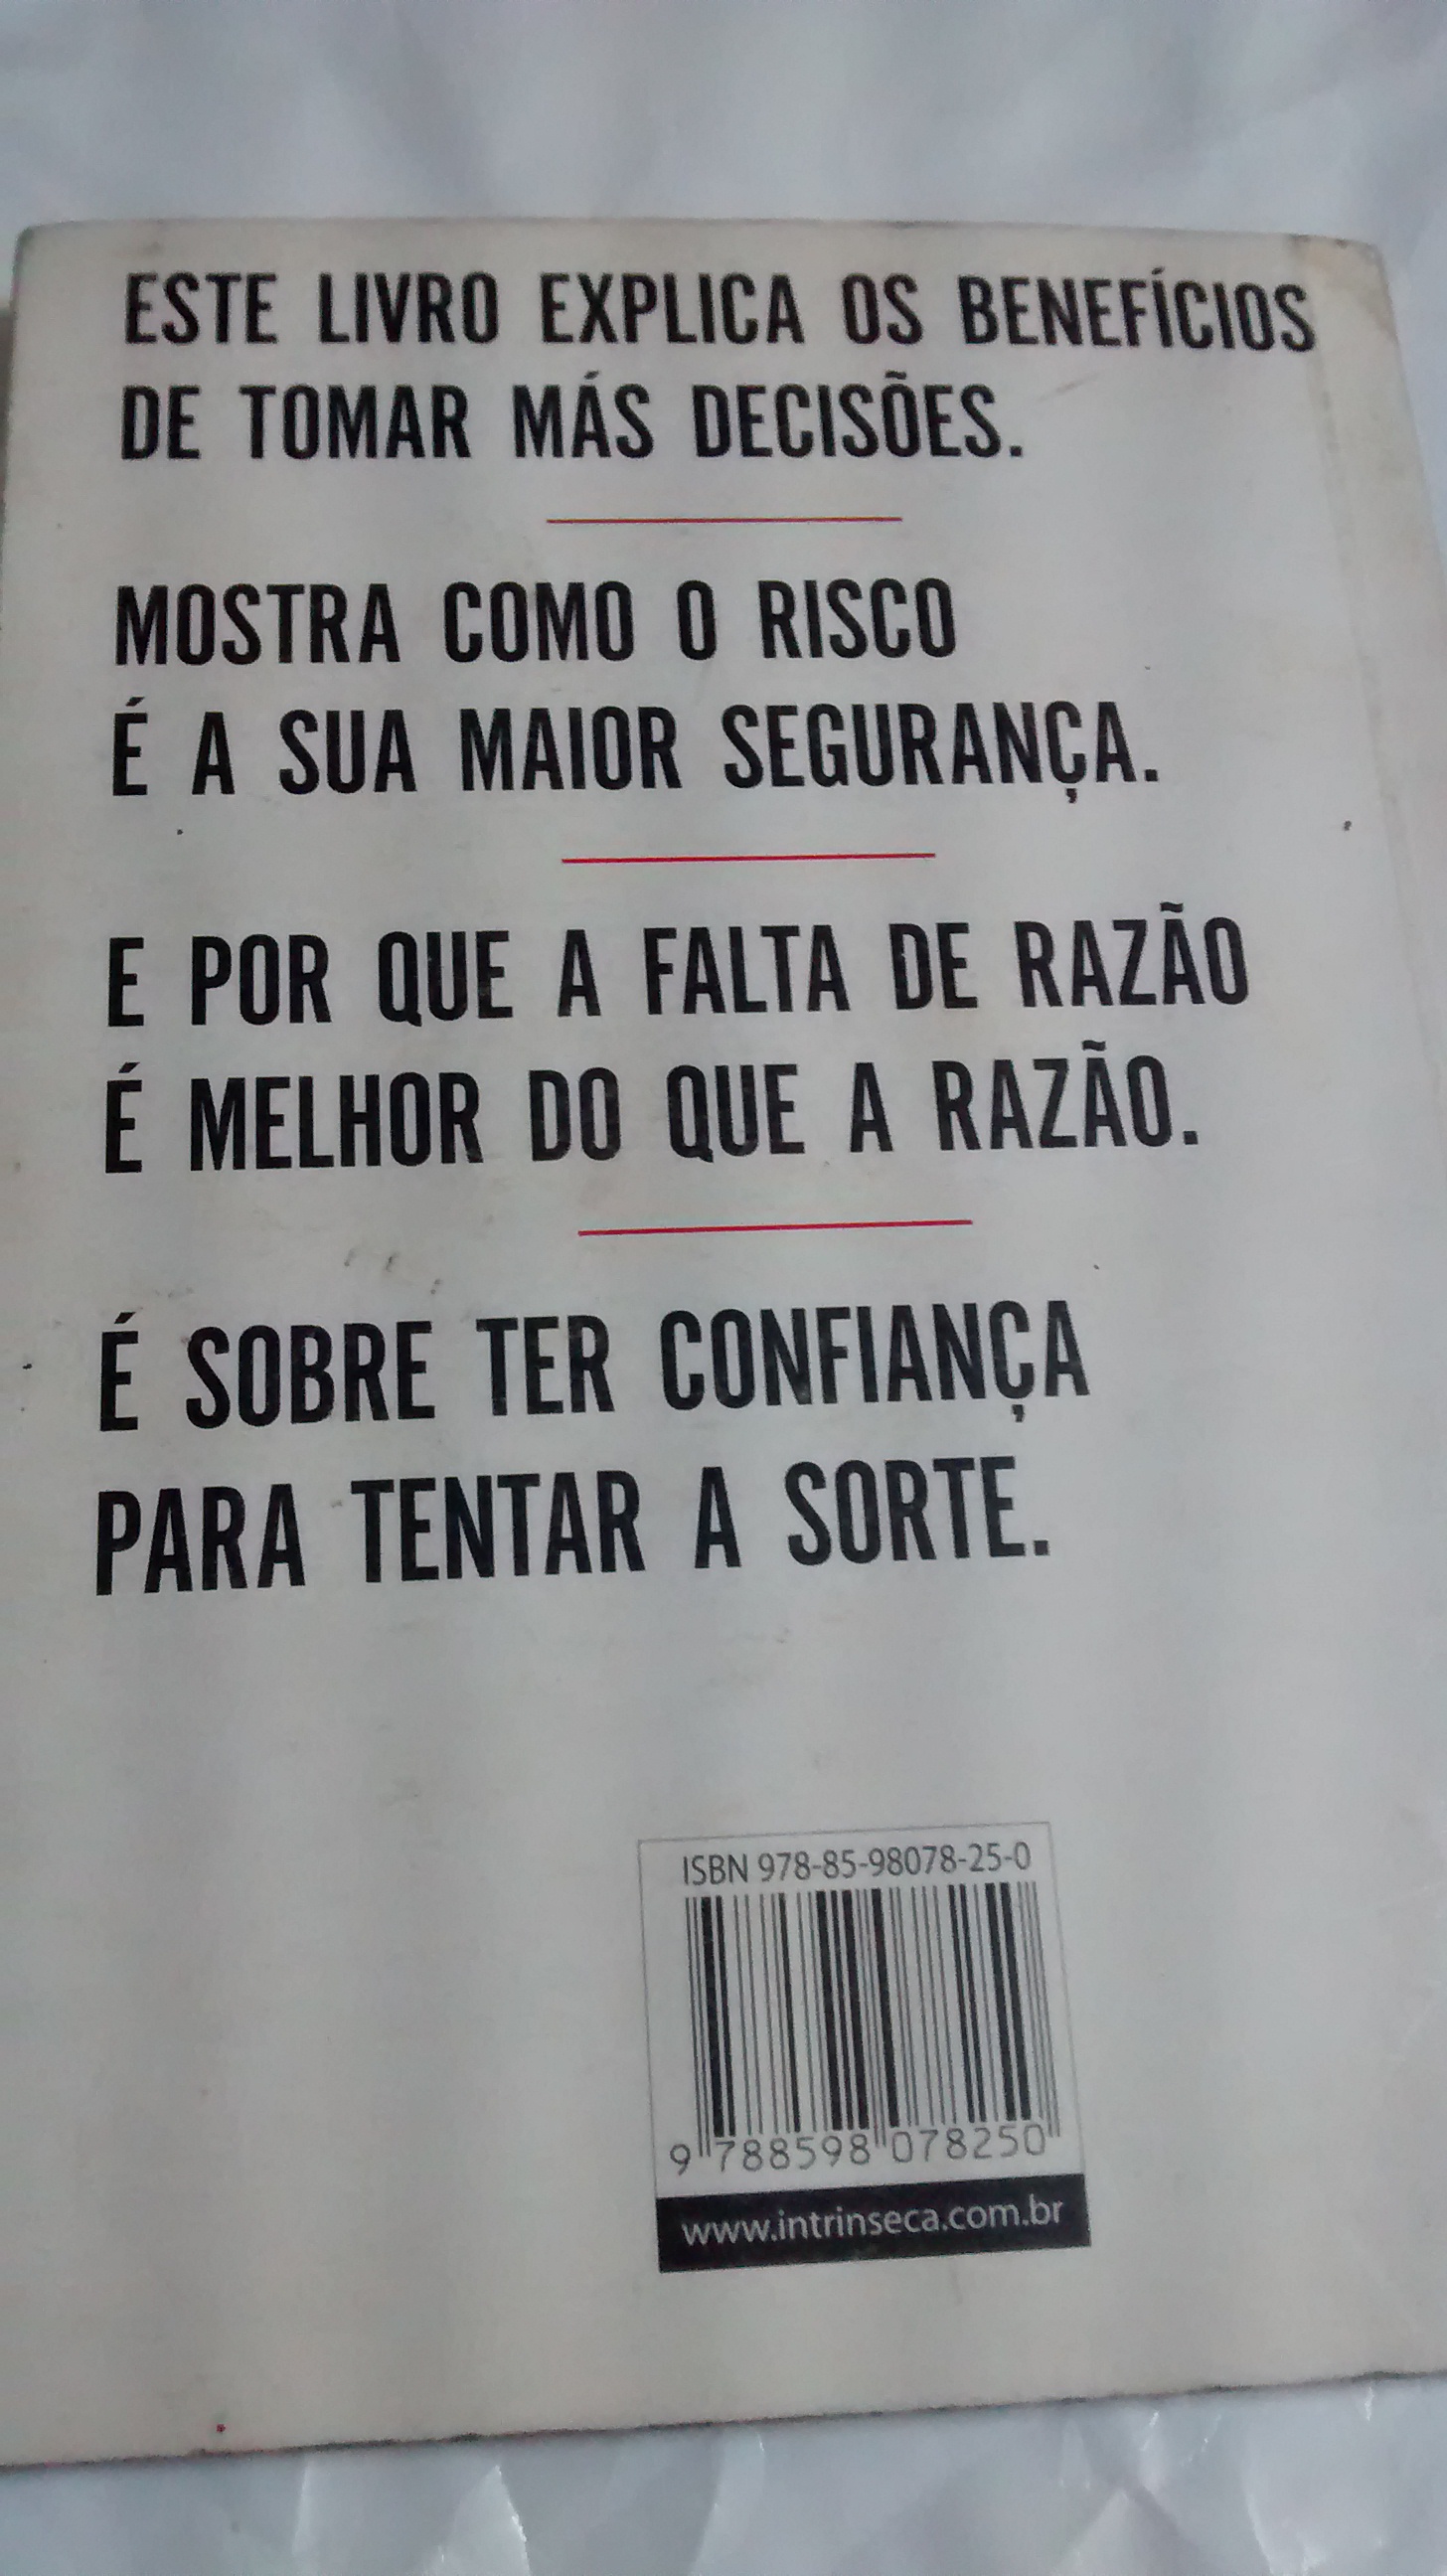 ESTE LIVRO EXPLICA OS BENEFÍCIOS
DE TOMAR MÁS DECISÕES.
MOSTRA COMO O RISCO
É A SUA MAIOR SEGURANÇA.
E POR QUE A FALTA DE RAZÃO
É MELHOR DO QUE A RAZÃO.
É SOBRE TER CONFIANÇA
PARA TENTAR A SORTE.
ISBN 978-85-98078-25-0
9 788598 078250
www.intrinseca.com.br